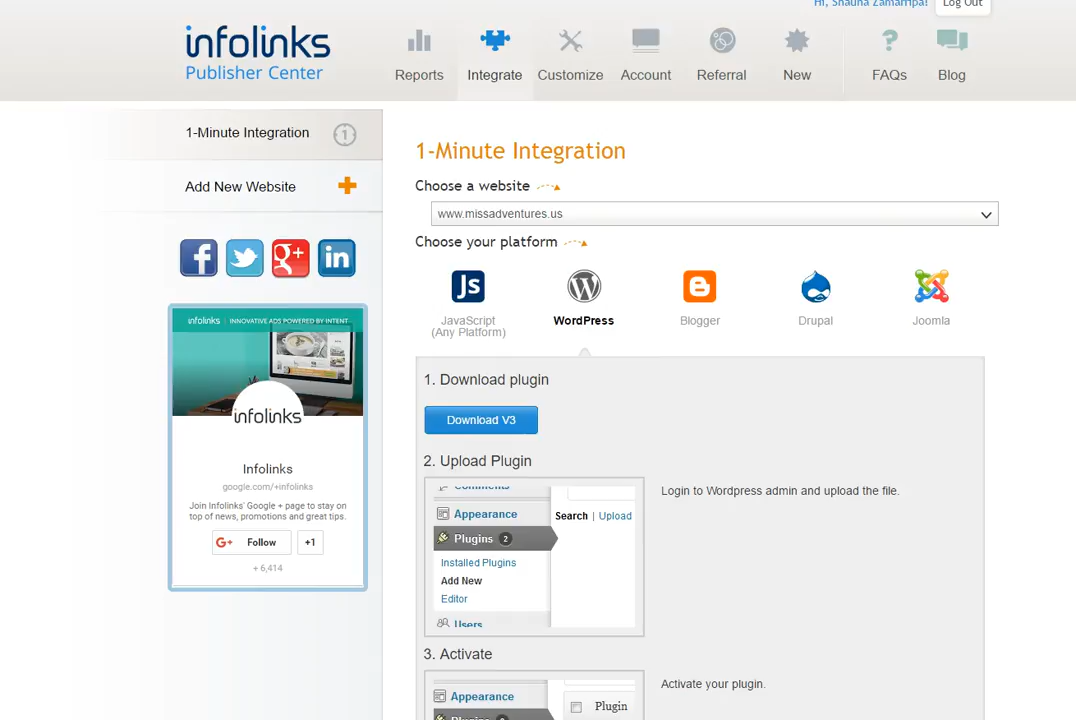 Hi, Shauna Zamarripa!
Log Out
infolinks
Publisher Center
Reports
Integrate
Customize
Account
Referral
New
FAQs
Blog
1-Minute Integration
1
Add New Website
infolinks | INNOVATIVE ADS POWERED BY INTENT
infolinks
Infolinks
google.com/+infolinks
Join Infolinks' Google + page to stay on
top of news, promotions and great tips.
G+ Follow
+1
+ 6,414
1-Minute Integration
Choose a website
www.missadventures.us
Choose your platform
JS
JavaScript
(Any Platform)
WordPress
Blogger
Drupal
Joomla
1. Download plugin
Download V3
2. Upload Plugin
Comments
Appearance
Plugins 2
Installed Plugins
Add New
Editor
Users
Search | Upload
Login to Wordpress admin and upload the file.
3. Activate
Appearance
Plugins
Plugin
Activate your plugin.